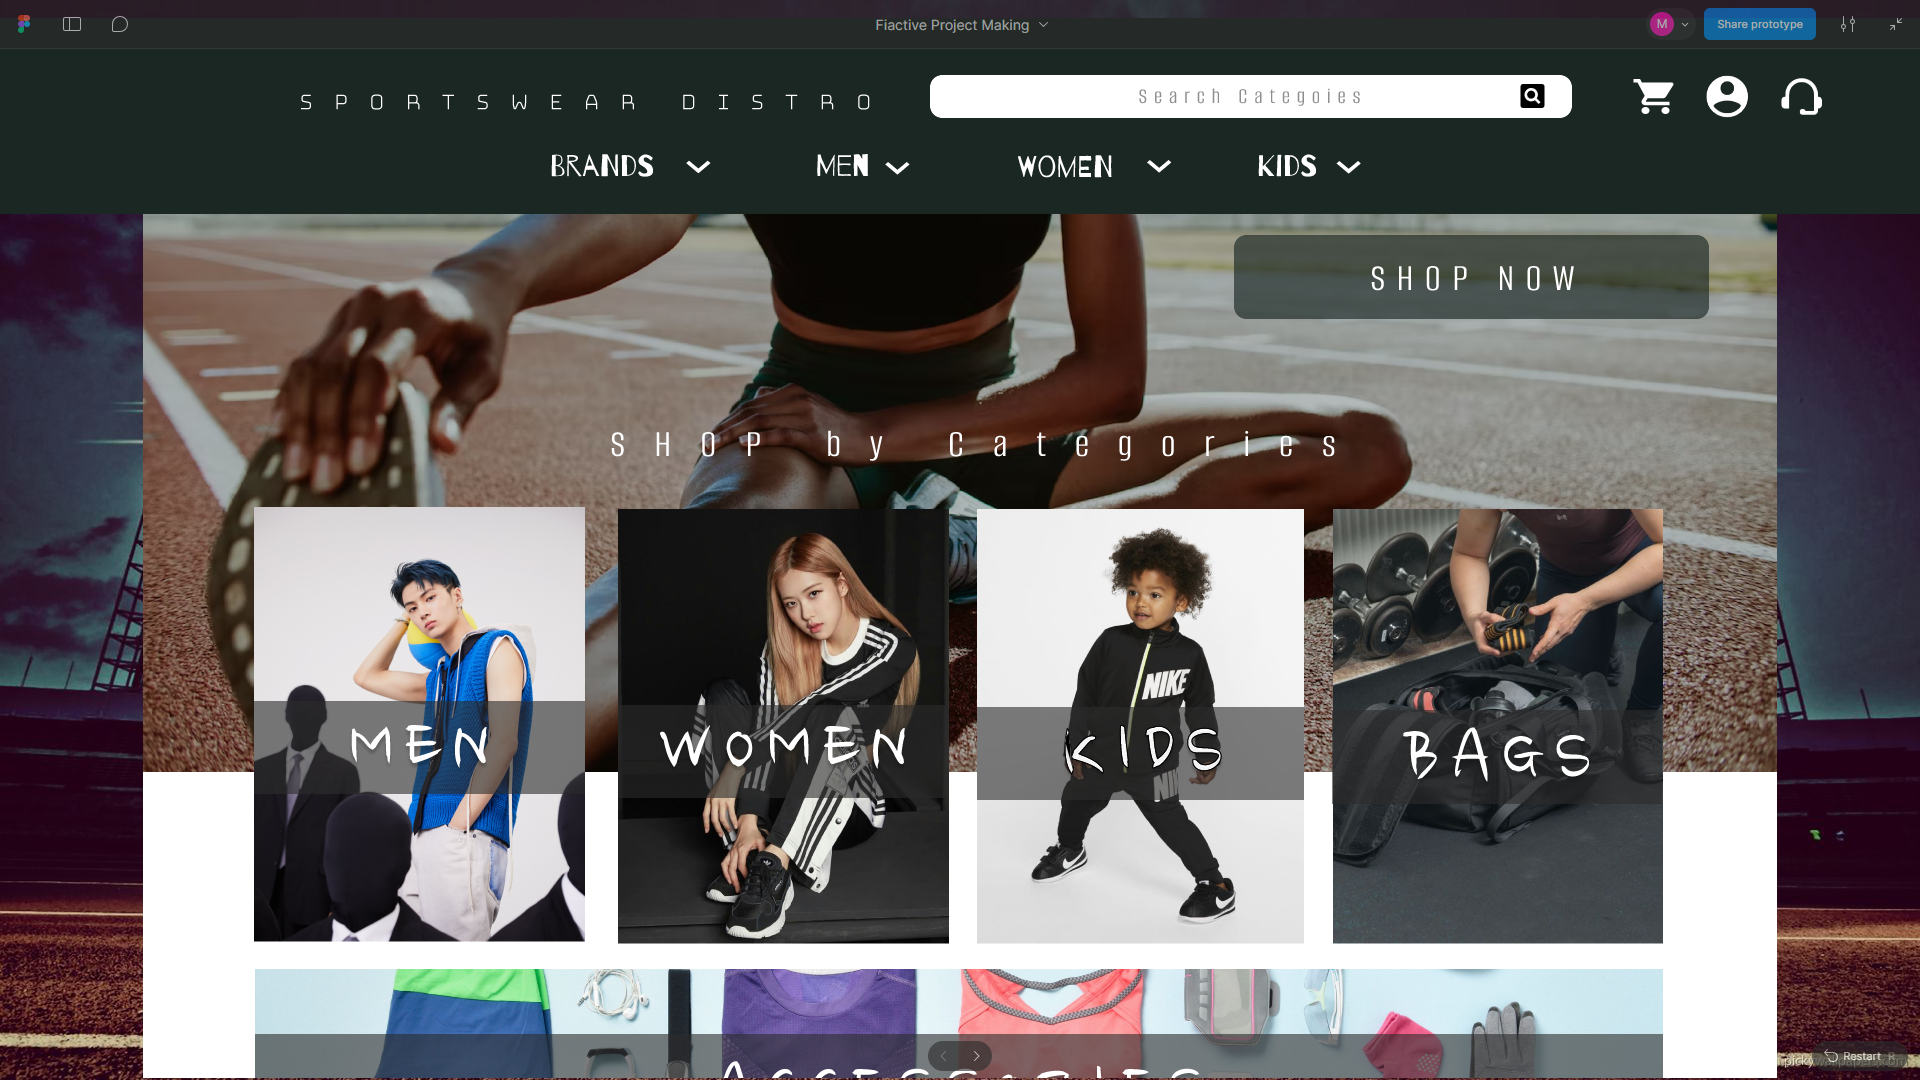 Fiactive Project Making
M
Share prototype
SPORTSWEAR DISTRO
Search Categoies
BRANDS
MEN
WOMEN
KIDS
SHOP NOW
SHOP by Categories
NIKE
MEN
WOMEN
KIDS
BAGS
ACCESSORIES
Restart R